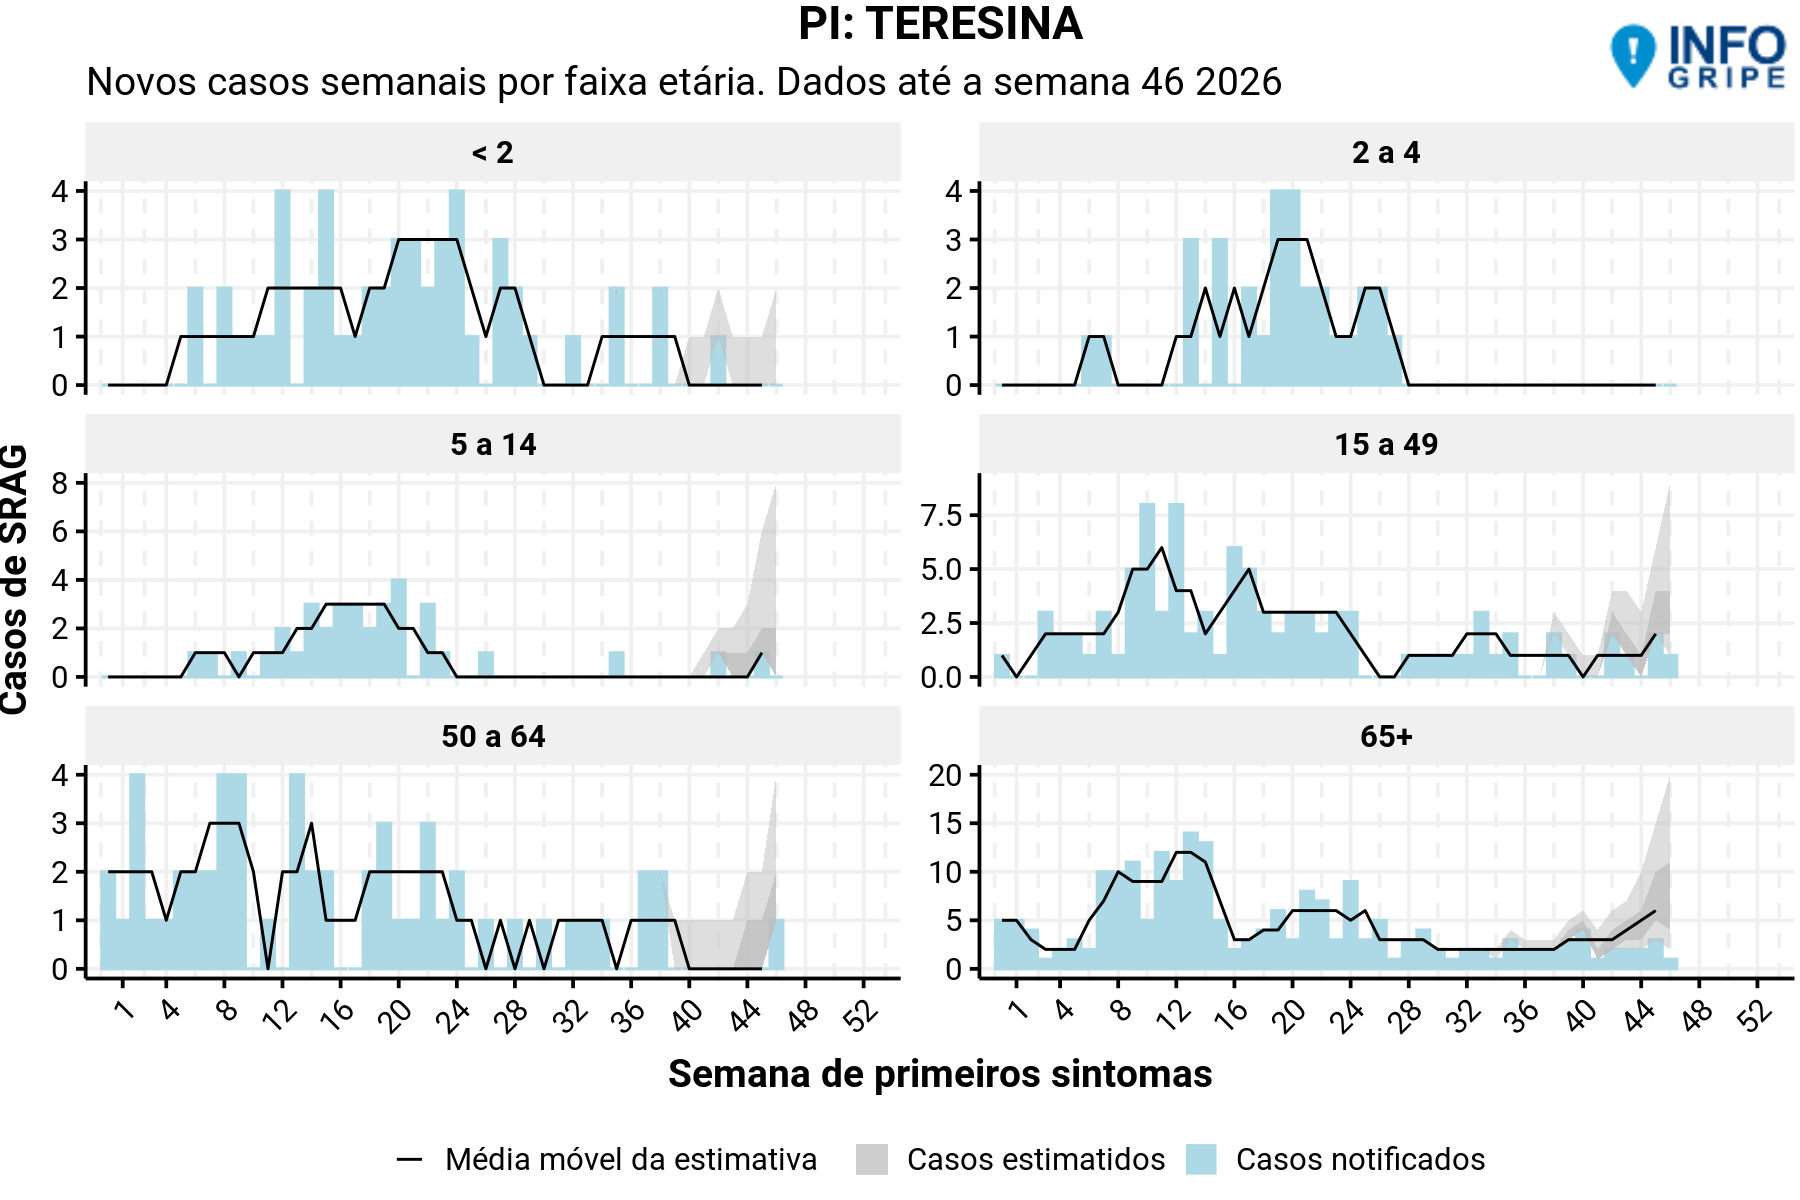 PI: TERESINA
INFO
GRIPE
Novos casos semanais por faixa etária. Dados até a semana 46 2026
< 2
2 a 4
4
3
2
1
0
4
3
2
1
0
5 a 14
15 a 49
8
6
4
2
0
7.5
5.0
2.5
0.0
Casos de SRAG
50 a 64
65+
4
3
2
1
0
20
15
10
5
0
1 4 8 12 16 20 24 28 32 36 40 44 48 52
1 4 8 12 16 20 24 28 32 36 40 44 48 52
Semana de primeiros sintomas
Média móvel da estimativa Casos estimatidos Casos notificados